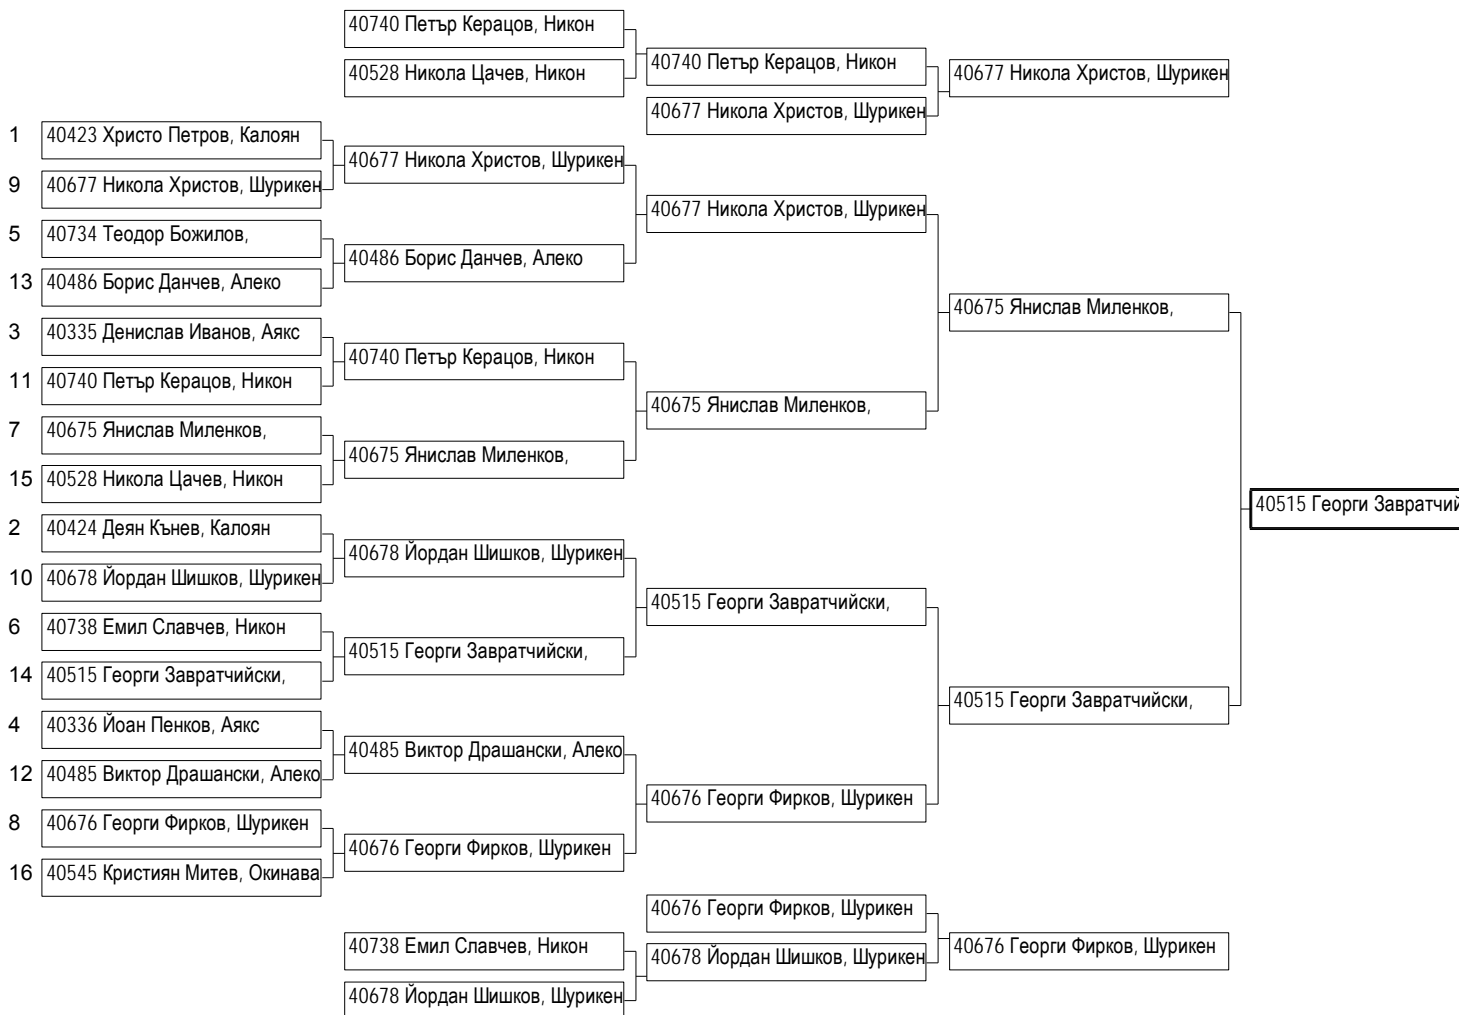 40740 Петър Керацов, Никон
40528 Никола Цачев, Никон
40740 Петър Керацов, Никон
40677 Никола Христов, Шурикен
40677 Никола Христов, Шурикен
1 40423 Христо Петров, Калоян
9 40677 Никола Христов, Шурикен
5 40734 Теодор Божилов,
13 40486 Борис Данчев, Алеко
3 40335 Денислав Иванов, Аякс
11 40740 Петър Керацов, Никон
7 40675 Янислав Миленков,
15 40528 Никола Цачев, Никон
2 40424 Деян Кънев, Калоян
10 40678 Йордан Шишков, Шурикен
6 40738 Емил Славчев, Никон
14 40515 Георги Завратчийски,
4 40336 Йоан Пенков, Аякс
12 40485 Виктор Драшански, Алеко
8 40676 Георги Фирков, Шурикен
16 40545 Кристиян Митев, Окинава
40677 Никола Христов, Шурикен
40486 Борис Данчев, Алеко
40740 Петър Керацов, Никон
40675 Янислав Миленков,
40678 Йордан Шишков, Шурикен
40515 Георги Завратчийски,
40485 Виктор Драшански, Алеко
40676 Георги Фирков, Шурикен
40677 Никола Христов, Шурикен
40675 Янислав Миленков,
40515 Георги Завратчийски,
40676 Георги Фирков, Шурикен
40675 Янислав Миленков,
40515 Георги Завратчийски,
40515 Георги Завратчий
40738 Емил Славчев, Никон
40678 Йордан Шишков, Шурикен
40676 Георги Фирков, Шурикен
40678 Йордан Шишков, Шурикен
40676 Георги Фирков, Шурикен